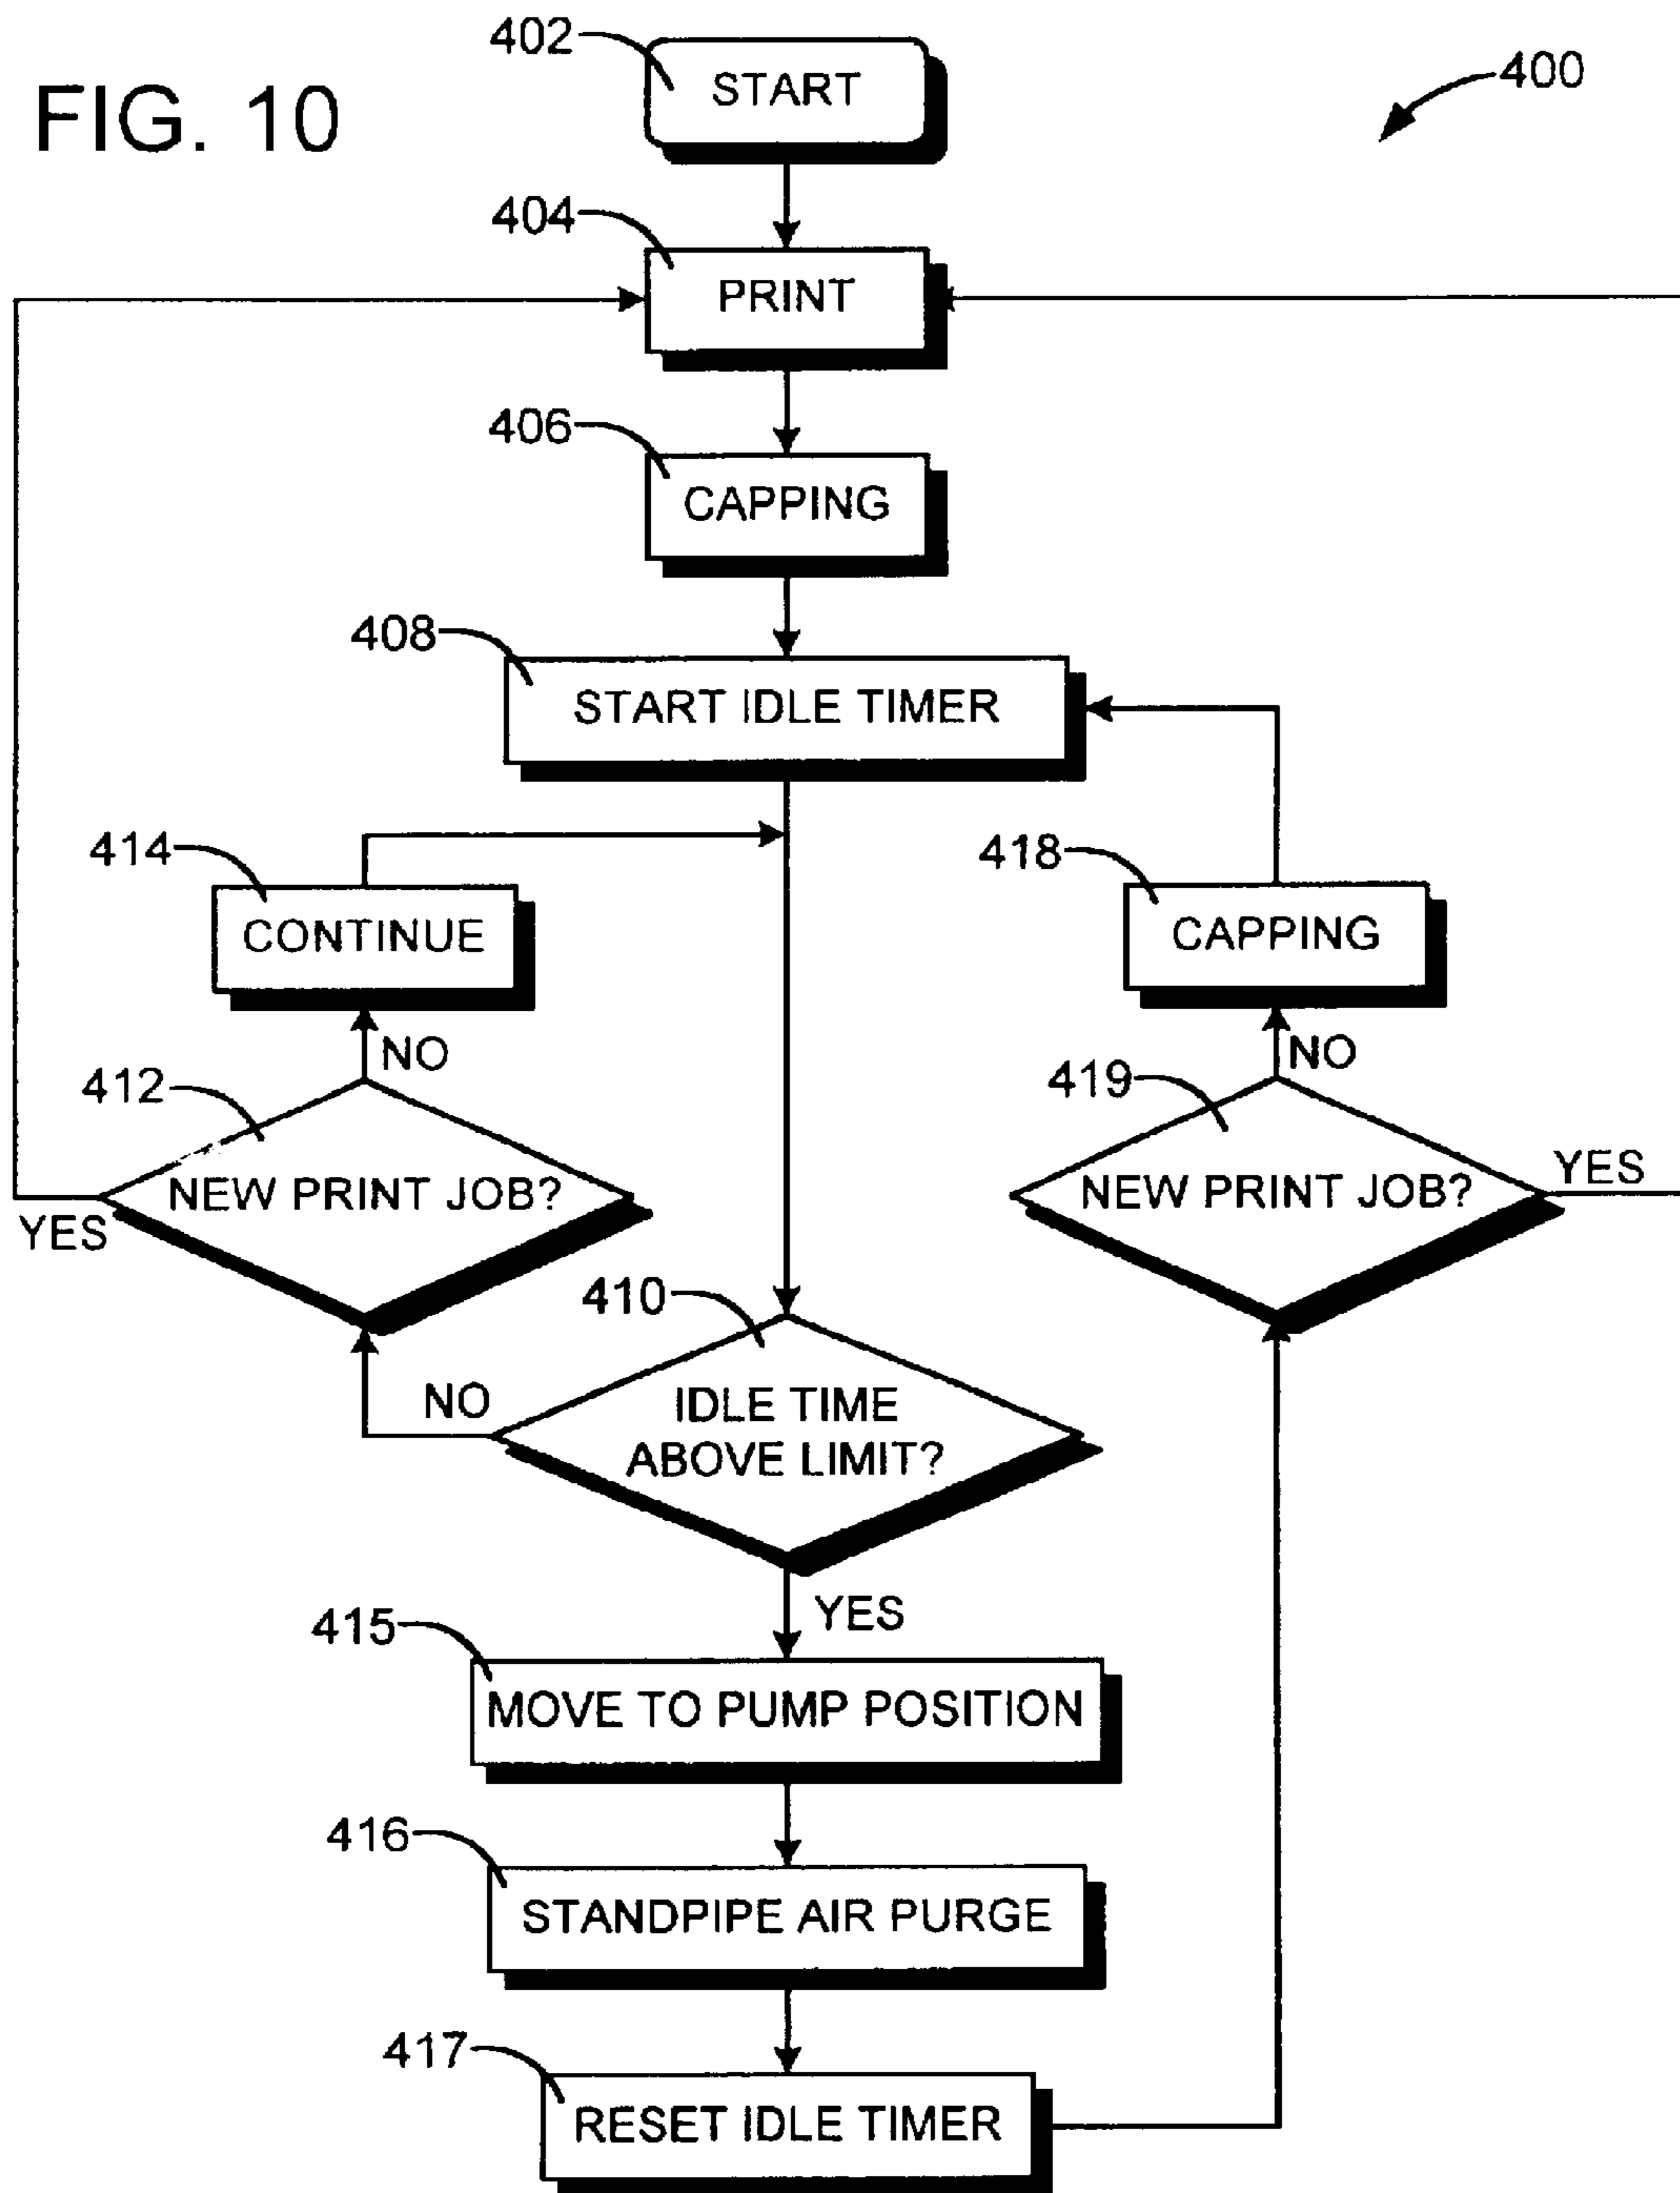 FIG. 10
400
402
START
404
PRINT
406
CAPPING
408
START IDLE TIMER
414
CONTINUE
418
CAPPING
NO
NO
412
NEW PRINT JOB?
YES
419
NEW PRINT JOB?
YES
410
IDLE TIME
ABOVE LIMIT?
NO
YES
415
MOVE TO PUMP POSITION
416
STANDPIPE AIR PURGE
417
RESET IDLE TIMER